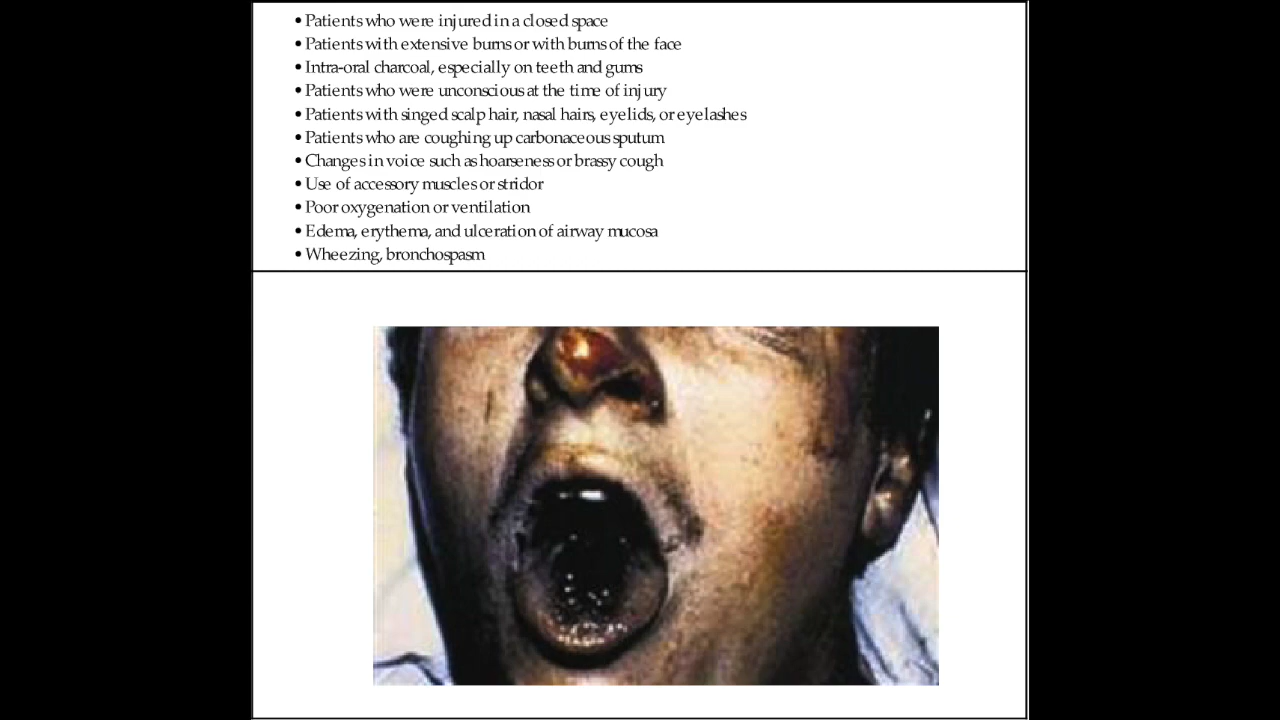 • Patients who were injured in a closed space
• Patients with extensive burns or with burns of the face
• Intra-oral charcoal, especially on teeth and gums
• Patients who were unconscious at the time of injury
• Patients with singed scalp hair, nasal hairs, eyelids, or eyelashes
• Patients who are coughing up carbonaceous sputum
• Changes in voice such as hoarseness or brassy cough
• Use of accessory muscles or stridor
• Poor oxygenation or ventilation
• Edema, erythema, and ulceration of airway mucosa
• Wheezing, bronchospasm